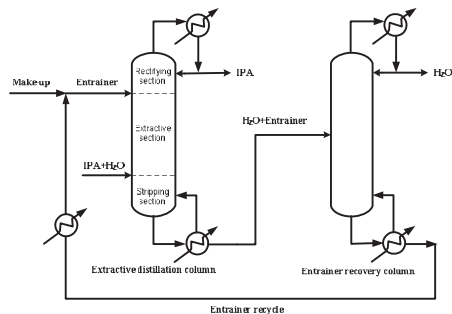 Rectifying
section
IPA
H2O
Make-up
Entrainer
Extractive
section
H2O+Entrainer
IPA+H2O
Stripping
section
Extractive distillation column
Entrainer recovery column
Entrainer recycle